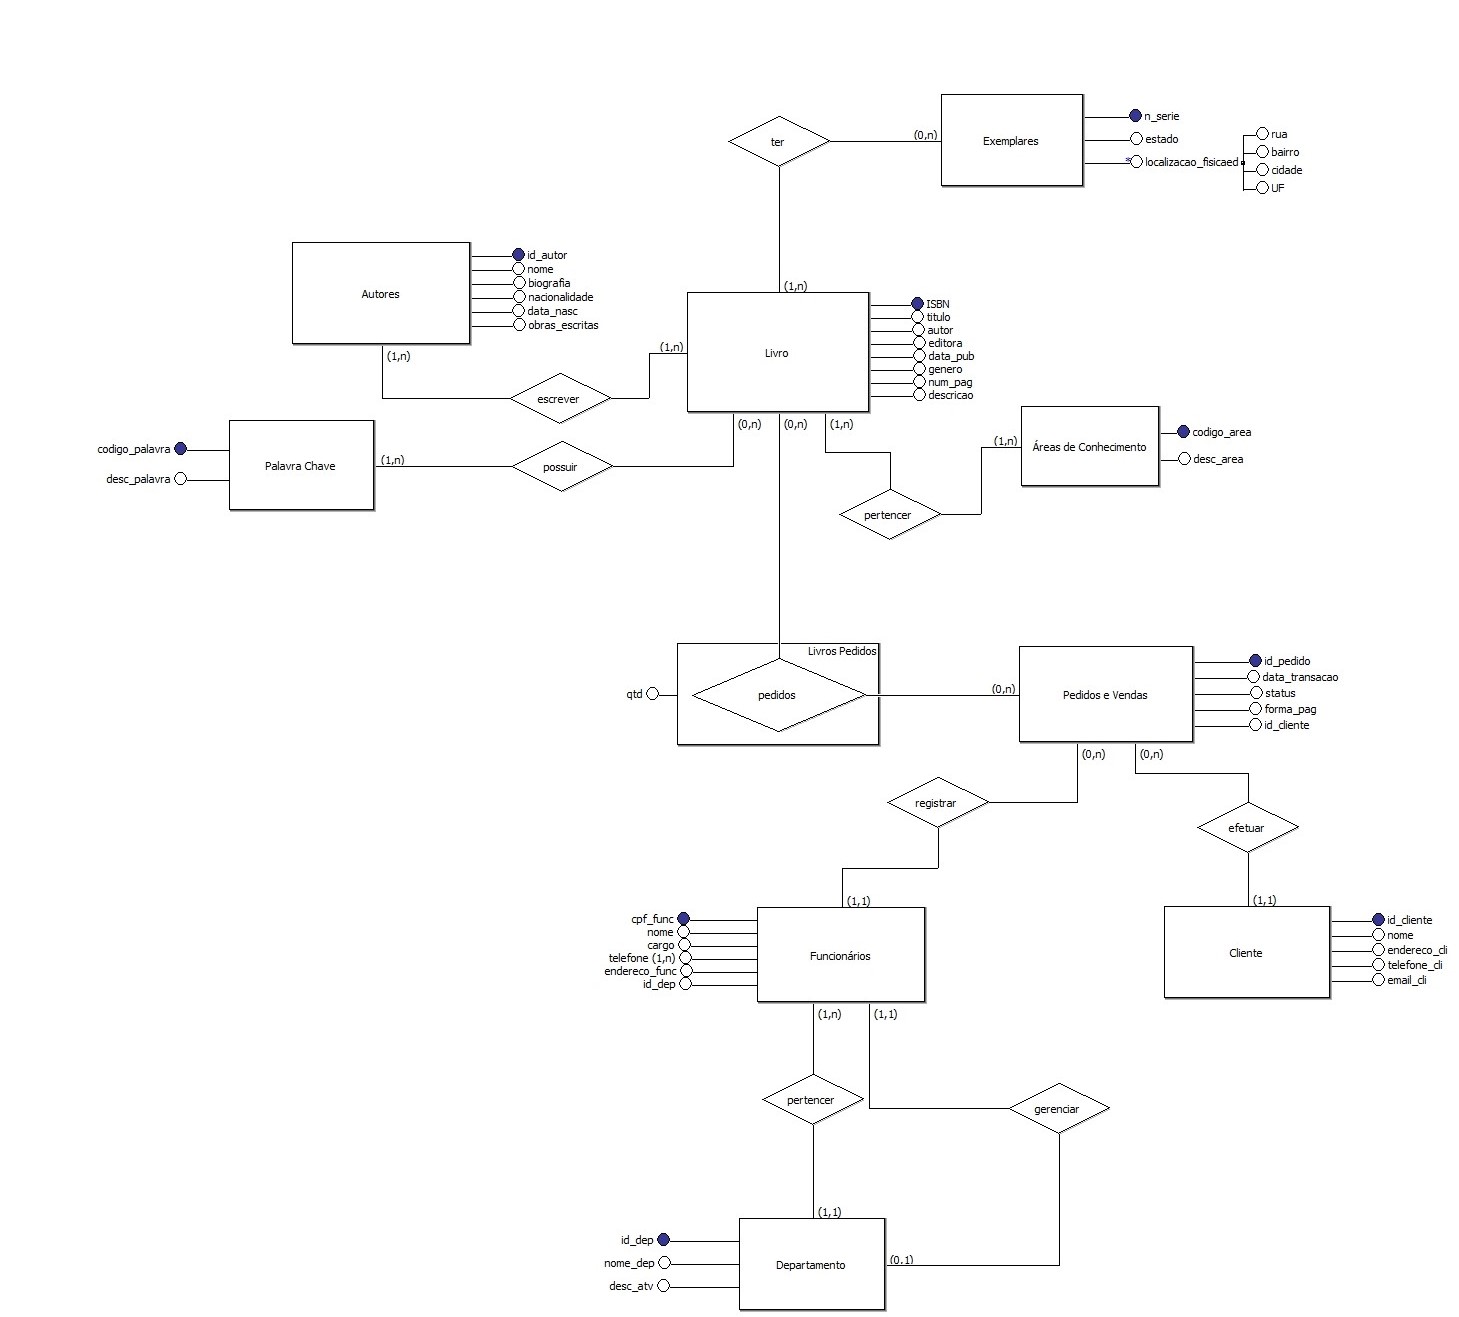 n_serie
rua
ter
(0,n)
Exemplares
estado
bairro
*
localizacao_fisicaed
cidade
UF
id_autor
nome
Autores
biografia
nacionalidade
data_nasc
obras_escritas
(1,n)
(1,n)
ISBN
titulo
autor
(1,n)
Livro
editora
data_pub
genero
num_pag
descricao
escrever
(0,n)
(0,n)
(1,n)
codigo_palavra
desc_palavra
Palavra Chave
(1,n)
possuir
(1,n)
Áreas de Conhecimento
codigo_area
desc_area
pertencer
Livros Pedidos
qtd
pedidos
(0,n)
Pedidos e Vendas
id_pedido
data_transacao
status
forma_pag
id_cliente
(0,n)
(0,n)
registrar
efetuar
(1,1)
(1,1)
cpf_func
nome
cargo
telefone (1,n)
endereco_func
id_dep
Funcionários
Cliente
id_cliente
nome
endereco_cli
telefone_cli
email_cli
(1,n)
(1,1)
pertencer
gerenciar
(1,1)
id_dep
nome_dep
desc_atv
Departamento
(0,1)